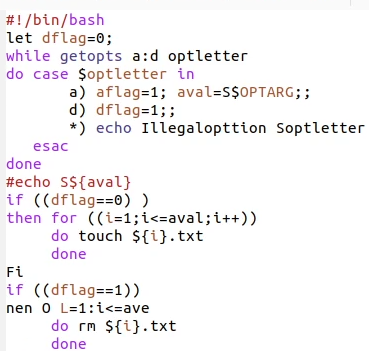 #!/bin/bash
let dflag=0;
while getopts a:d optletter
do case $optletter in
a) aflag=1; aval=S$OPTARG;;
d) dflag=1;;
*) echo Illegalopttion Soptletter
esac
done
#echo S${aval}
if ((dflag==0) )
then for ((i=1;i<=aval;i++))
do touch ${i}.txt
done
Fi
if ((dflag==1))
nen O L=1:i<=ave
do rm ${i}.txt
done